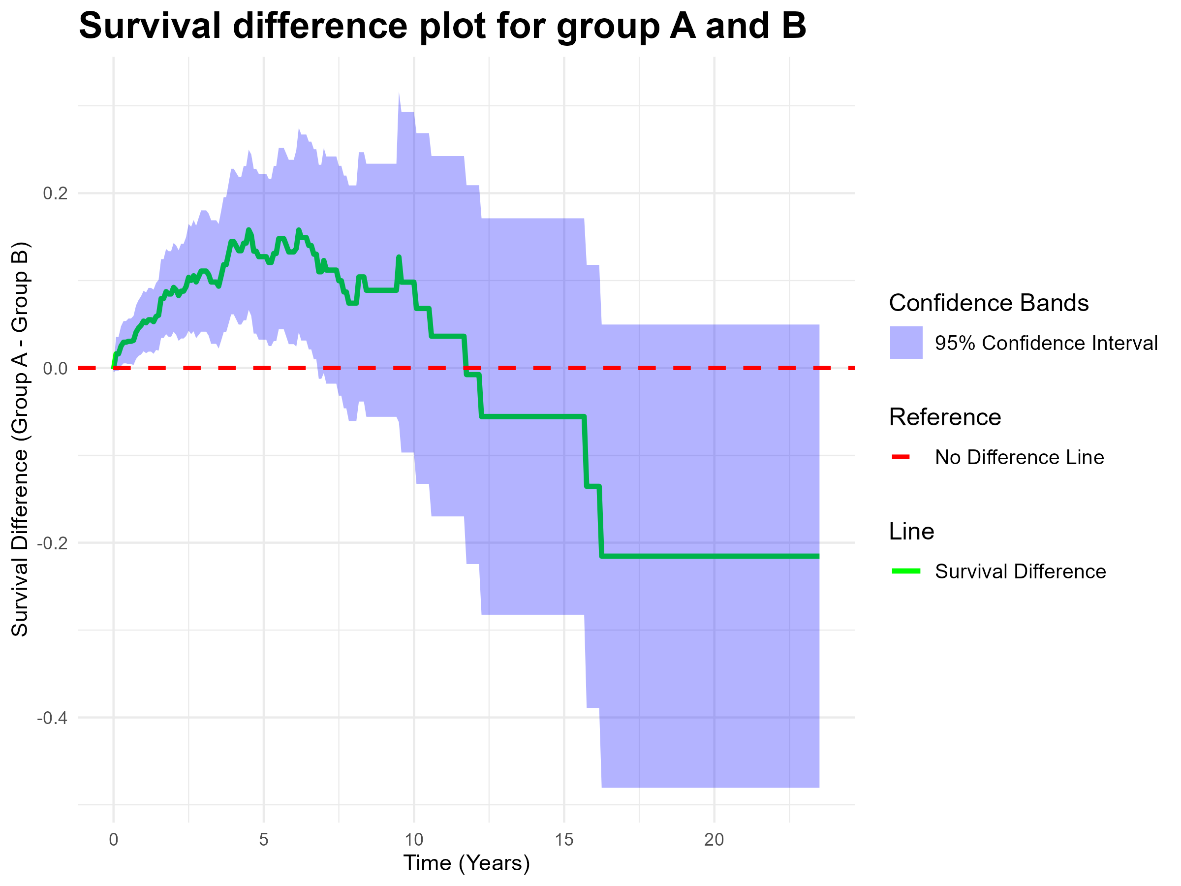 Survival difference plot for group A and B
Survival Difference (Group A - Group B)
0.2
0.0
-0.2
-0.4
0
5
10
15
20
Time (Years)
Confidence Bands
95% Confidence Interval
Reference
No Difference Line
Line
Survival Difference